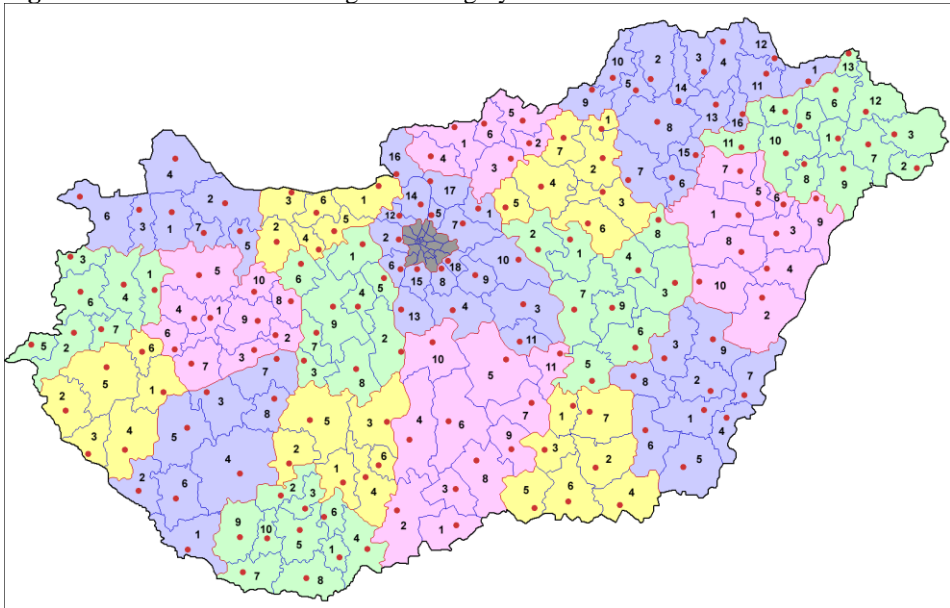 12
10 2 3 4
1 13
5 14 11 6
9 4 12
13 16 5
5 1 8
6 7 1 3
1 2 11 10
16 4 3 2 15 7
4 7 6 8 9 2
17 4 5
2 3 6 1 14 5 1 5 3 6 9
6 12 7 1
3 1 7 2 6 8 3
5 2 4 5 2 8
3 6 1 10 1
5 6 18 4 4
1 15 8 9
6 4 10 5 3 10
4 1 9 8 4 7 9 2
13 4 3
5 2 7 6 9 2 11 6 3 9
7 3 3 8 5 10 5 11
5 1 7 8 2 7
2 3 8 5 3 4 6 7 1 7
5 9 1 4
3 4 4 6 3 6
2 1 8 2 5
6 2 3 4 3 5 6 4
9 10 6 2 1
1 5 1 4
7 8